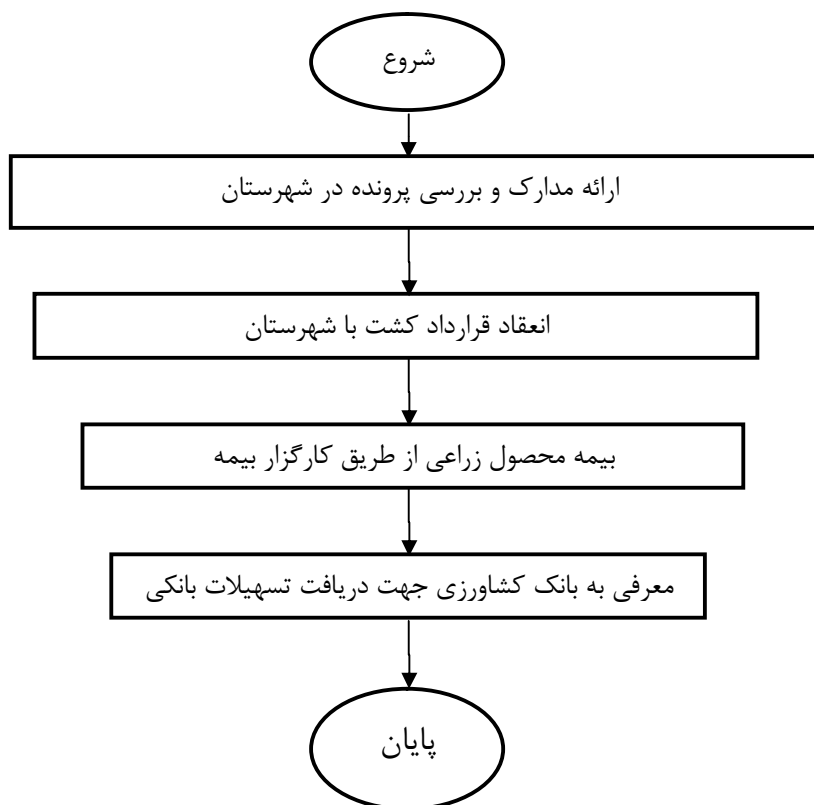 شروع
ارائه مدارک و بررسی پرونده در شهرستان
انعقاد قرارداد کشت با شهرستان
بیمه محصول زراعی از طریق کارگزار بیمه
معرفی به بانک کشاورزی جهت دریافت تسهیلات بانکی
پایان